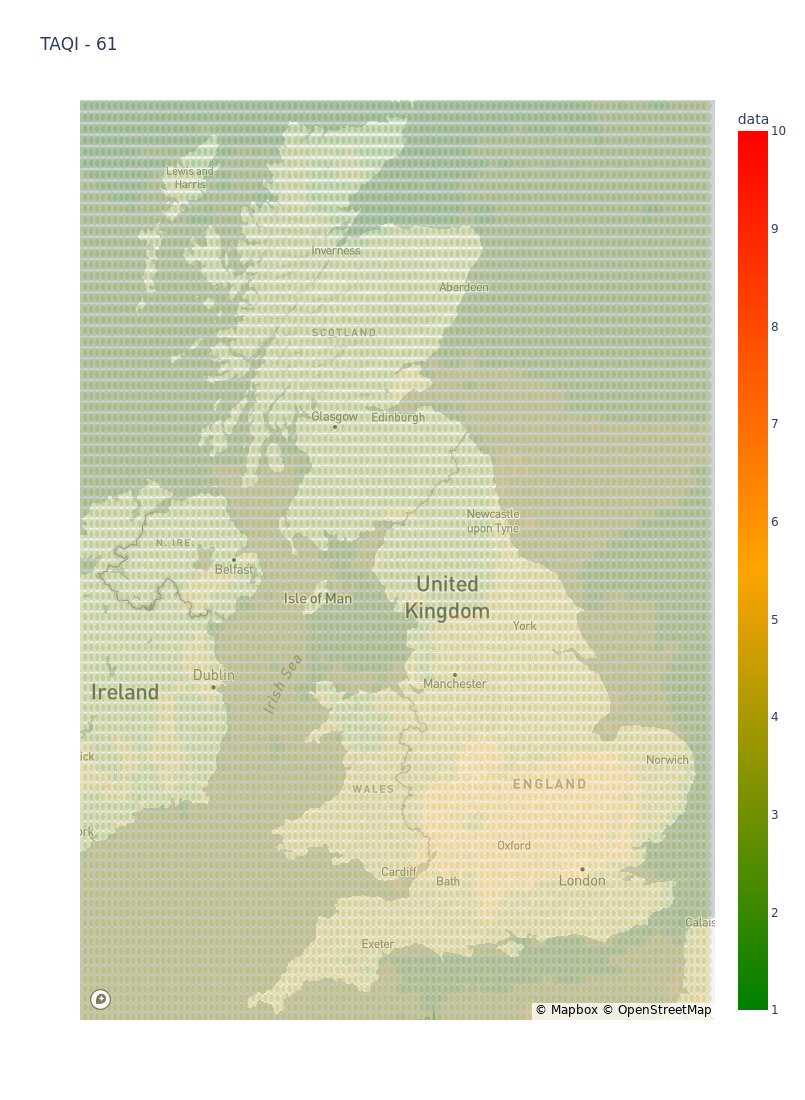 TAQI - 61
data
10
9
8
7
6
5
4
3
2
1
Lewis and
Harris
Inverness
Aberdeen
SCOTLAND
Glasgow
Edinburgh
Newcastle
upon Tyne
N. IRE.
Belfast
Isle of Man
United
Kingdom
York
Irish Sea
Dublin
Manchester
Ireland
ick
Norwich
WALES
ENGLAND
ork
Oxford
Cardiff
Bath
London
Calais
Exeter
© Mapbox © OpenStreetMap